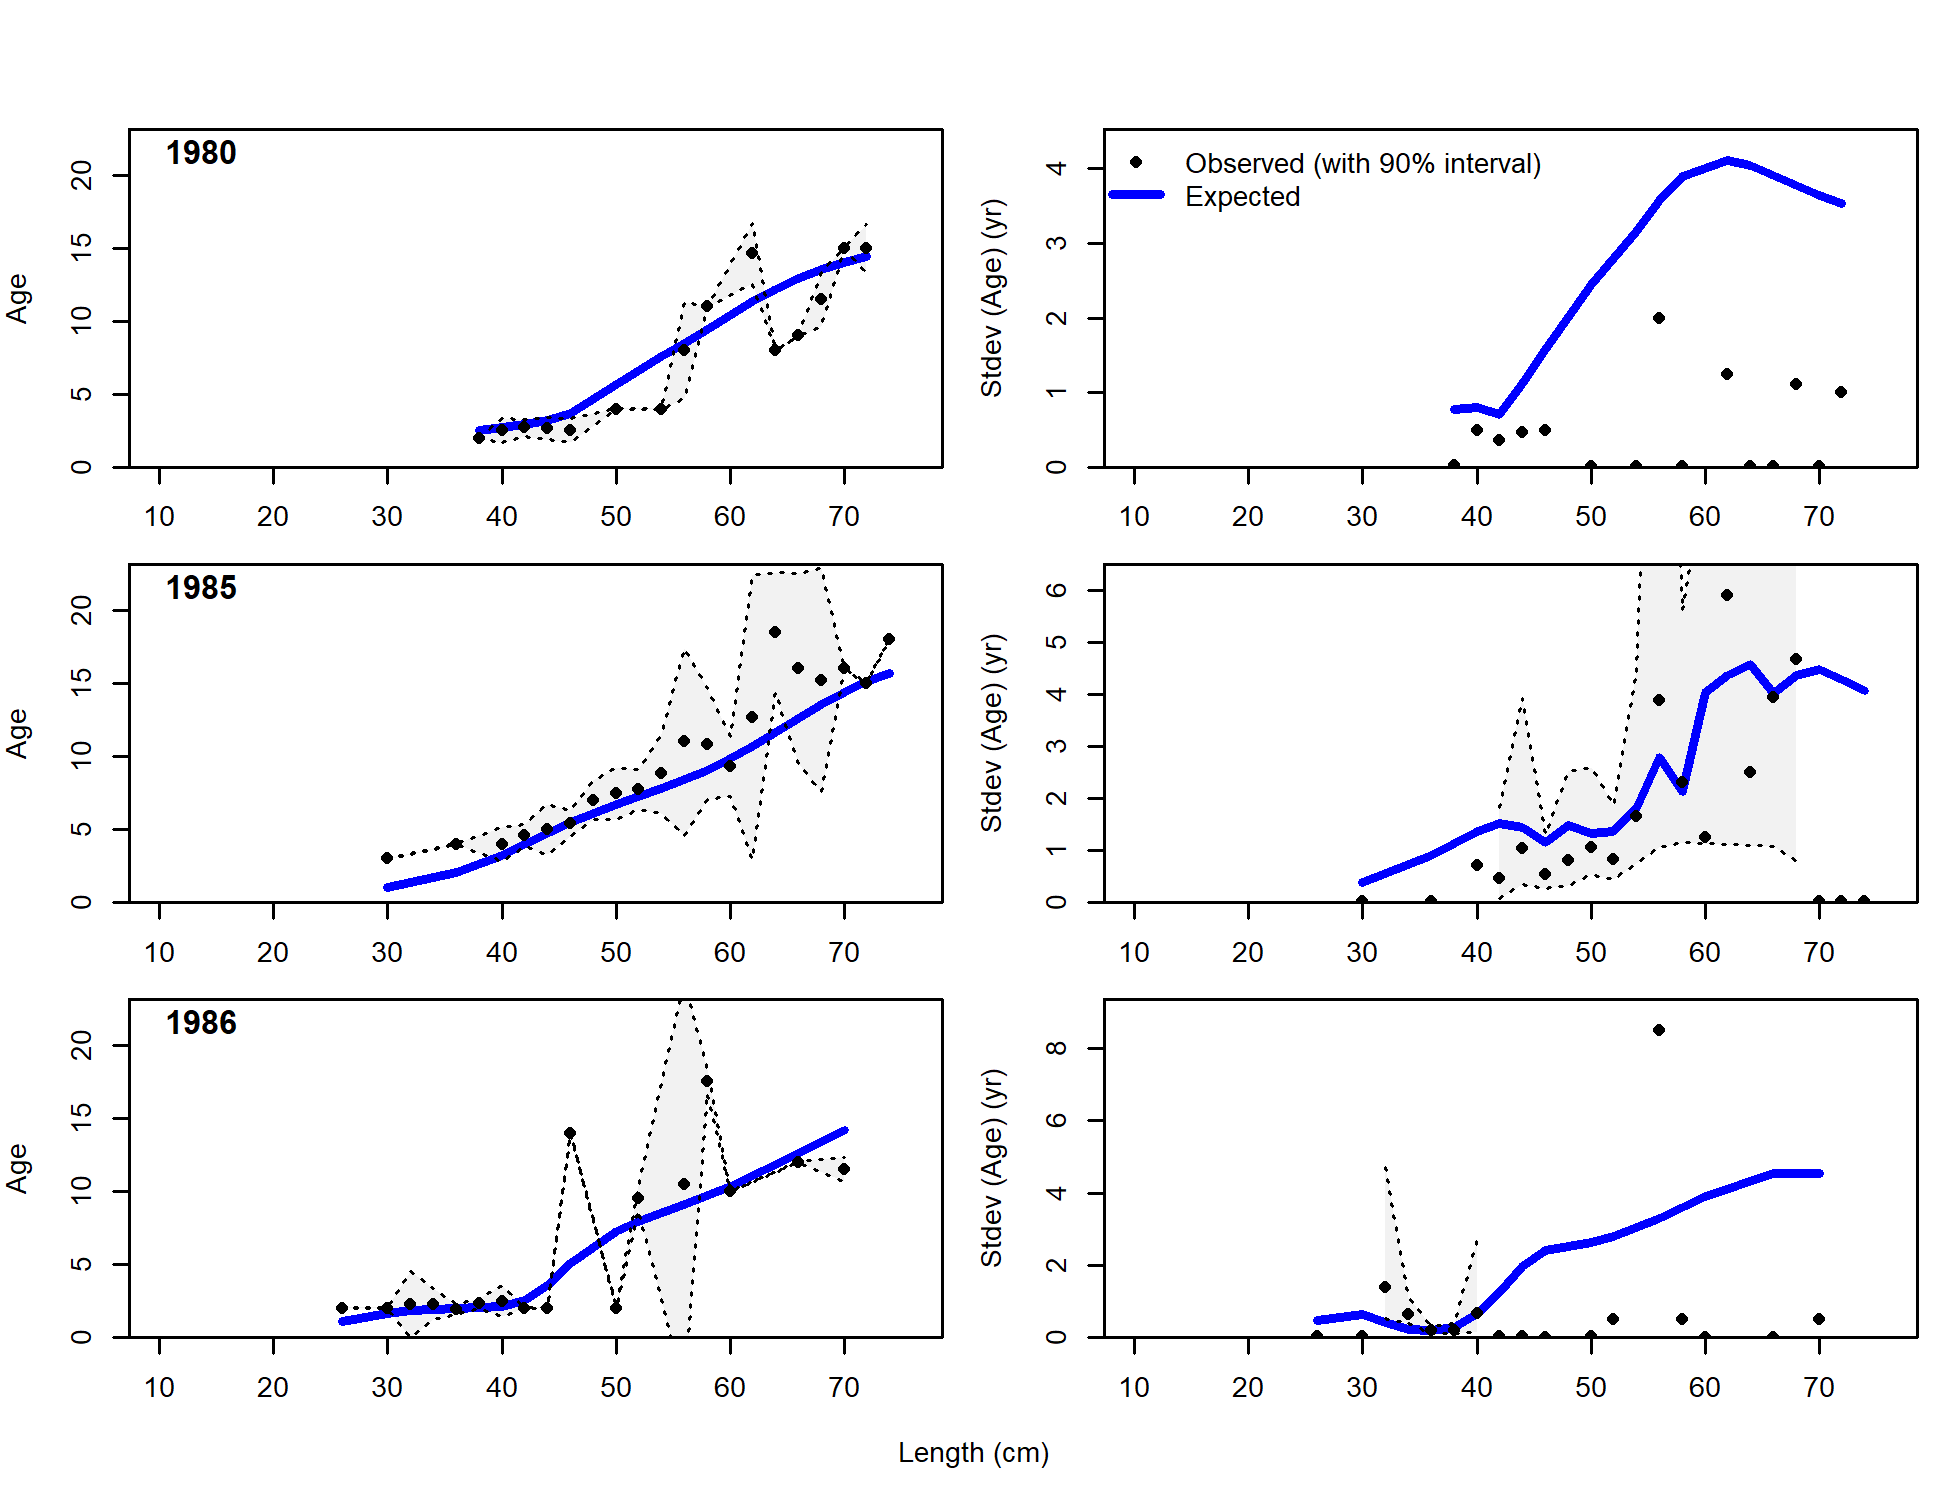 1980
Age
0 5 10 15 20
10 20 30 40 50 60 70
Observed (with 90% interval)
Expected
Stdev (Age) (yr)
0 1 2 3 4
10 20 30 40 50 60 70
1985
Age
0 5 10 15 20
10 20 30 40 50 60 70
Stdev (Age) (yr)
0 1 2 3 4 5 6
10 20 30 40 50 60 70
1986
Age
0 5 10 15 20
10 20 30 40 50 60 70
Stdev (Age) (yr)
0 2 4 6 8
10 20 30 40 50 60 70
Length (cm)